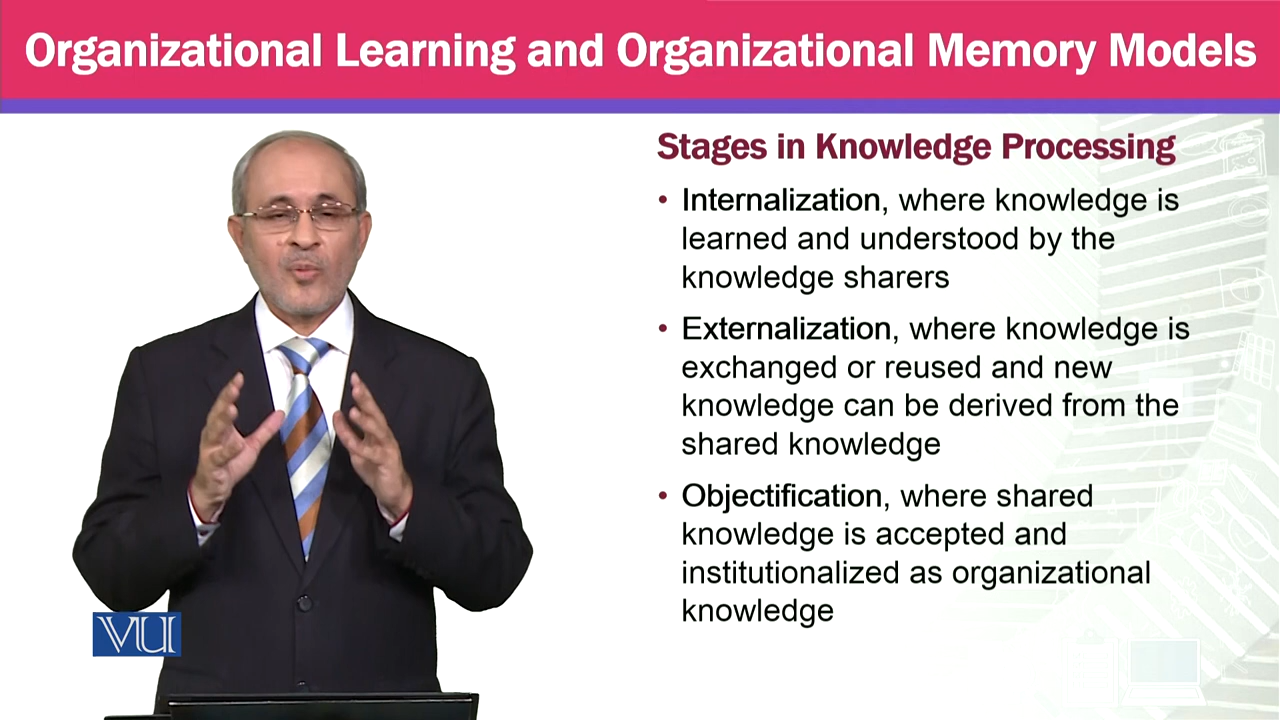 Organizational Learning and Organizational Memory Models
Stages in Knowledge Processing
• Internalization, where knowledge is
learned and understood by the
knowledge sharers
• Externalization, where knowledge is
exchanged or reused and new
knowledge can be derived from the
shared knowledge
• Objectification, where shared
knowledge is accepted and
institutionalized as organizational
knowledge
VU